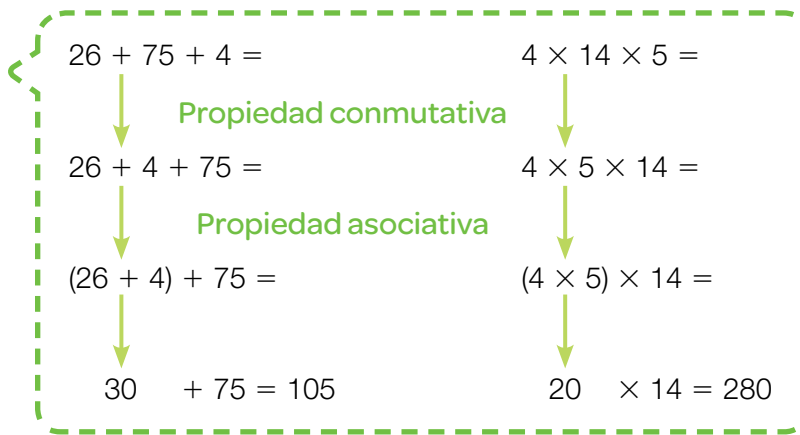 26 + 75 + 4 =
4 × 14 × 5 =
Propiedad conmutativa
26 + 4 + 75 =
4 × 5 × 14 =
Propiedad asociativa
(26 + 4) + 75 =
(4 × 5) × 14 =
30 + 75 = 105
20 × 14 = 280